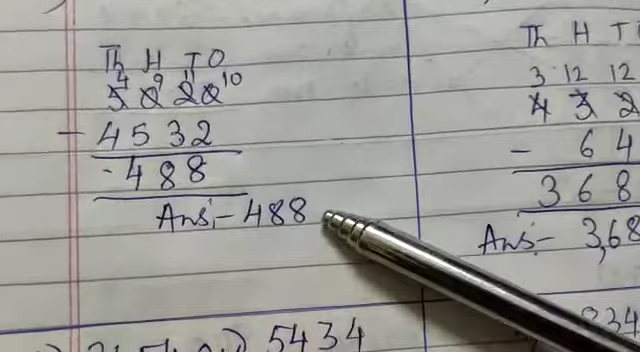 Th H T O
4 9 11 10
5 0 2 0
- 4 5 3 2
- 4 8 8
Ans:- 488
Th H T
3 12 12
4 3 2
- 6 4
3 6 8
Ans:- 3,68
5434
834